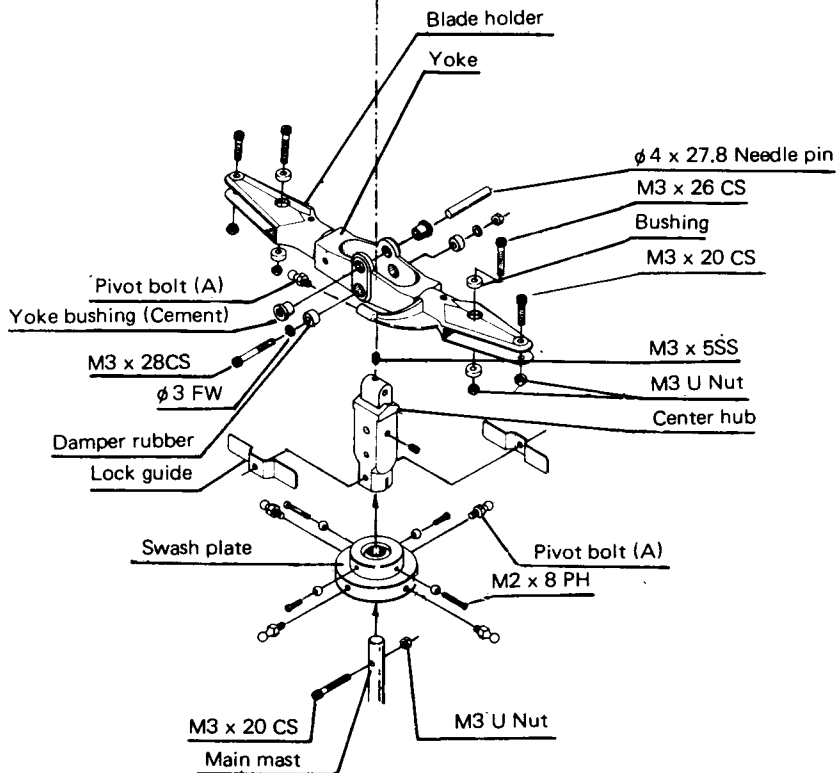 Blade holder
Yoke
φ4 x 27.8 Needle pin
M3 x 26 CS
Bushing
M3 x 20 CS
Pivot bolt (A)
Yoke bushing (Cement)
M3 x 28CS
φ3 FW
Damper rubber
Lock guide
M3 x 5SS
M3 U Nut
Center hub
Swash plate
Pivot bolt (A)
M2 x 8 PH
M3 x 20 CS
M3 U Nut
Main mast